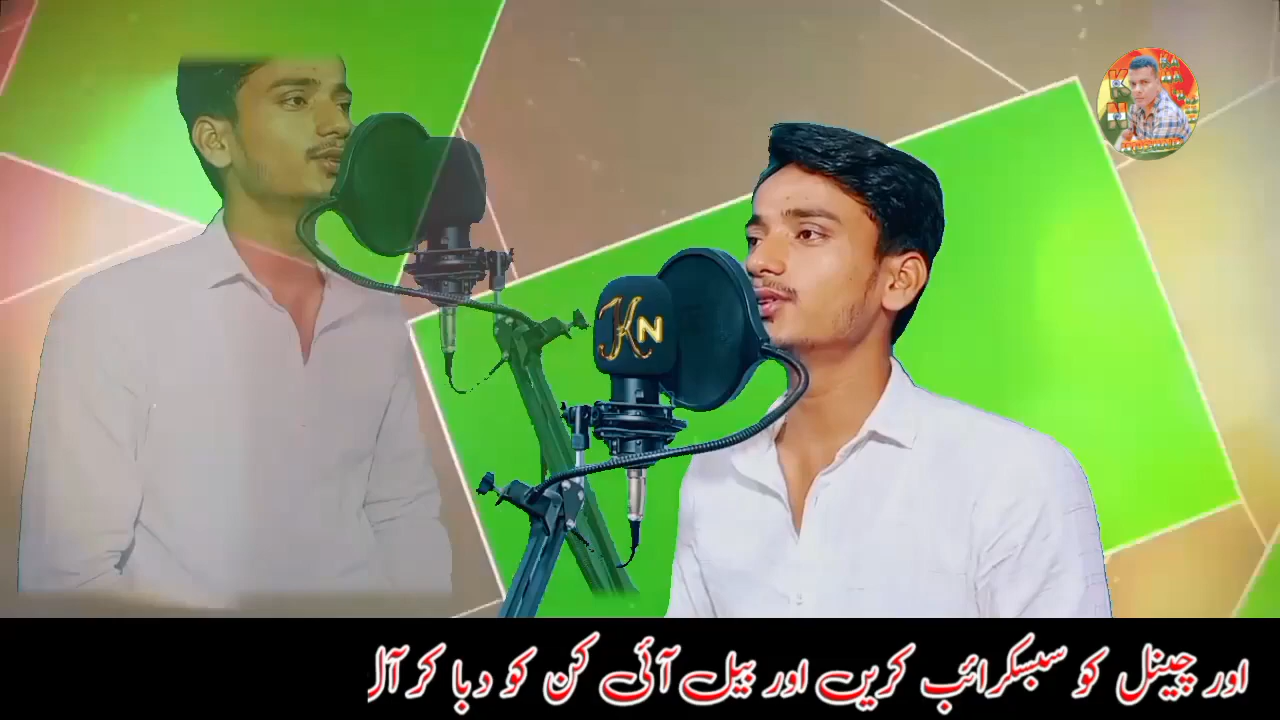 KN
اور چینل کو سبسکرائب کریں اور بیل آئی کن کو دبا کر آل